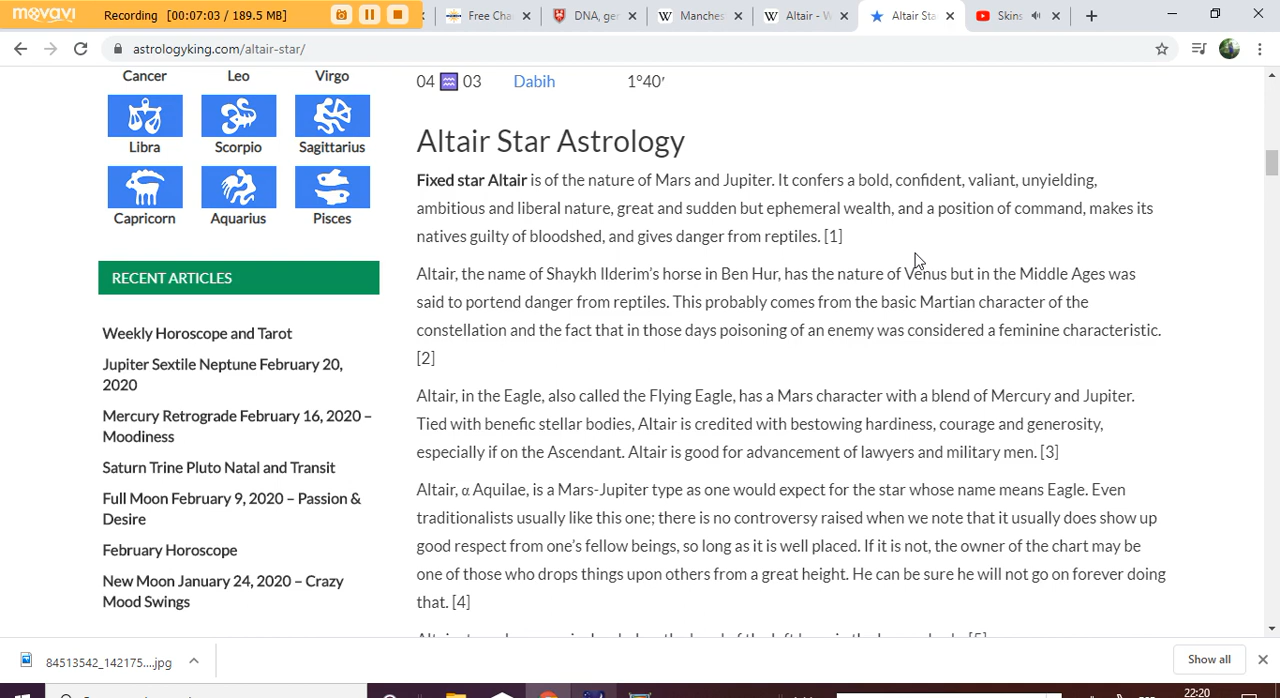 movavi Recording [00:07:03 / 189.5 MB]
Free Cha
DNA, ger
Manches
Altair - W
Altair Sta
Skins
astrologyking.com/altair-star/
Cancer Leo Virgo
Libra Scorpio Sagittarius
Capricorn Aquarius Pisces
RECENT ARTICLES
Weekly Horoscope and Tarot
Jupiter Sextile Neptune February 20,
2020
Mercury Retrograde February 16, 2020 –
Moodiness
Saturn Trine Pluto Natal and Transit
Full Moon February 9, 2020 – Passion &
Desire
February Horoscope
New Moon January 24, 2020 – Crazy
Mood Swings
04 ♒ 03 Dabih 1°40′
Altair Star Astrology
Fixed star Altair is of the nature of Mars and Jupiter. It confers a bold, confident, valiant, unyielding,
ambitious and liberal nature, great and sudden but ephemeral wealth, and a position of command, makes its
natives guilty of bloodshed, and gives danger from reptiles. [1]
Altair, the name of Shaykh Ilderim’s horse in Ben Hur, has the nature of Venus but in the Middle Ages was
said to portend danger from reptiles. This probably comes from the basic Martian character of the
constellation and the fact that in those days poisoning of an enemy was considered a feminine characteristic.
[2]
Altair, in the Eagle, also called the Flying Eagle, has a Mars character with a blend of Mercury and Jupiter.
Tied with benefic stellar bodies, Altair is credited with bestowing hardiness, courage and generosity,
especially if on the Ascendant. Altair is good for advancement of lawyers and military men. [3]
Altair, α Aquilae, is a Mars-Jupiter type as one would expect for the star whose name means Eagle. Even
traditionalists usually like this one; there is no controversy raised when we note that it usually does show up
good respect from one’s fellow beings, so long as it is well placed. If it is not, the owner of the chart may be
one of those who drops things upon others from a great height. He can be sure he will not go on forever doing
that. [4]
84513542_142175....jpg
Show all
22:20